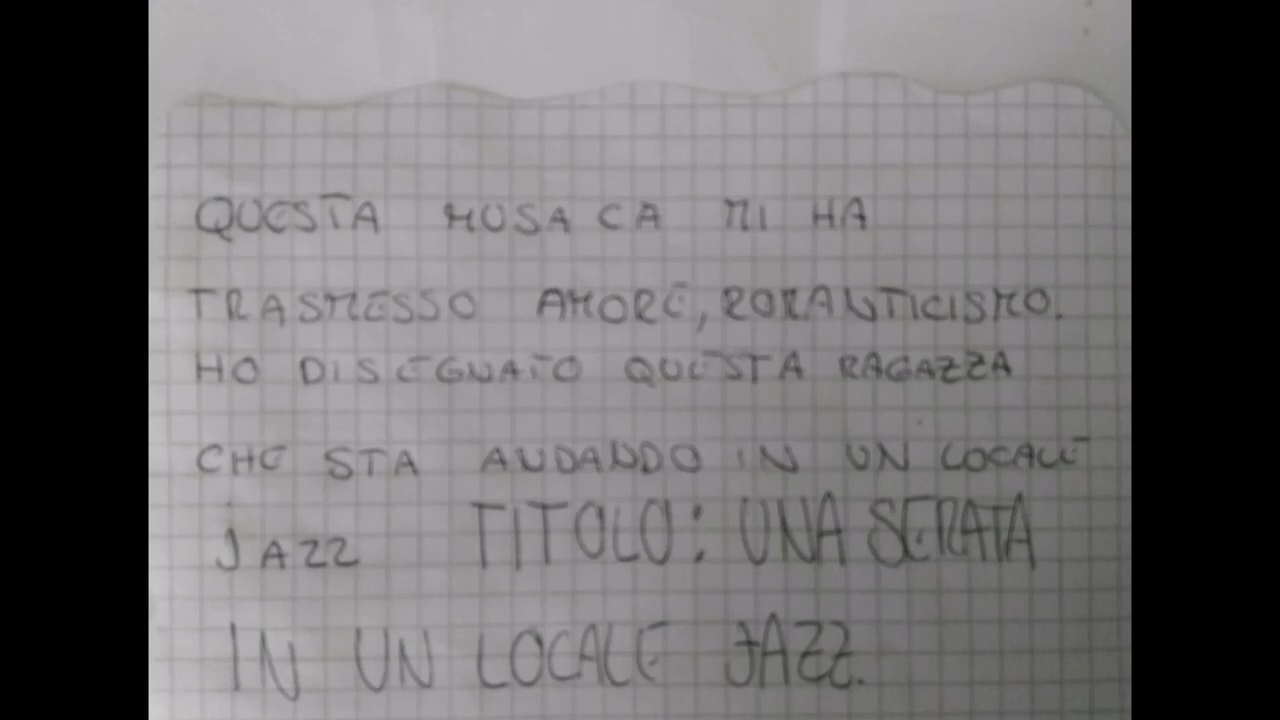 QUESTA MUSACA MI HA
TRASMESSO AMORE, ROMANTICISMO.
HO DISEGNATO QUESTA RAGAZZA
CHE STA ANDANDO IN UN LOCALE
JAZZ TITOLO: UNA SERATA
IN UN LOCALE JAZZ.